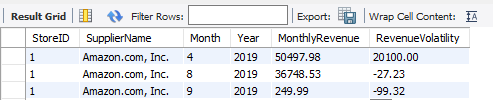 Result Grid Filter Rows: Export: Wrap Cell Content:
StoreID SupplierName Month Year MonthlyRevenue RevenueVolatility
1 Amazon.com, Inc. 4 2019 50497.98 20100.00
1 Amazon.com, Inc. 8 2019 36748.53 -27.23
1 Amazon.com, Inc. 9 2019 249.99 -99.32